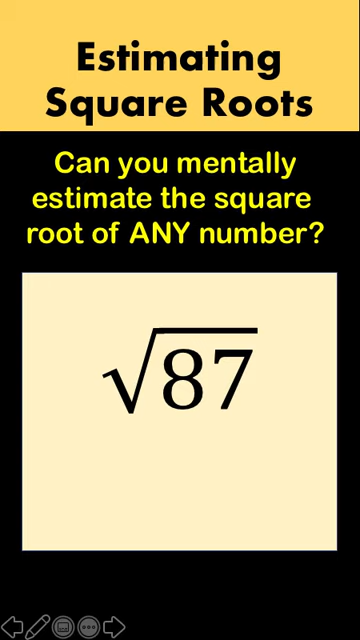 Estimating
Square Roots
Can you mentally
estimate the square
root of ANY number?
√87